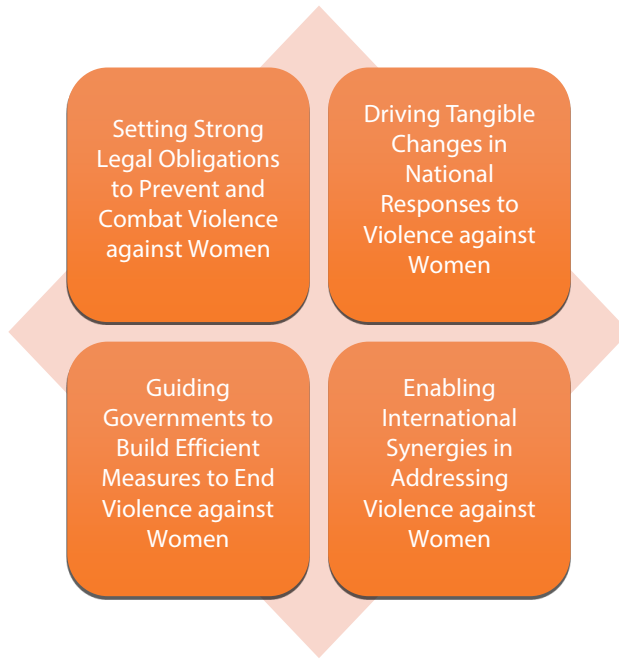 Setting Strong
Legal Obligations
to Prevent and
Combat Violence
against Women
Driving Tangible
Changes in
National
Responses to
Violence against
Women
Guiding
Governments to
Build Efficient
Measures to End
Violence against
Women
Enabling
International
Synergies in
Addressing
Violence against
Women